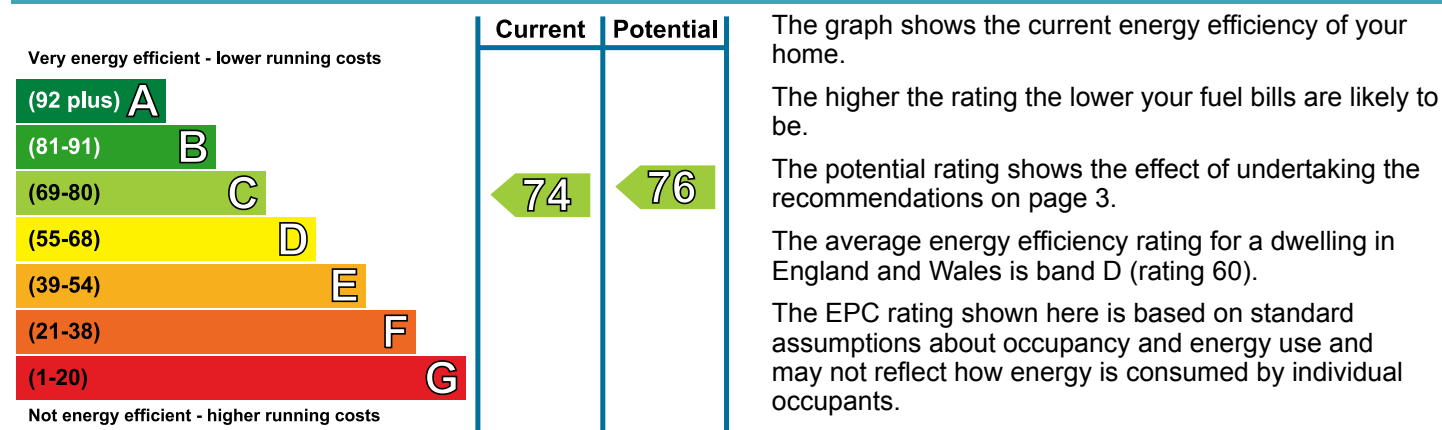 Current Potential
Very energy efficient - lower running costs
(92 plus) A
(81-91) B
(69-80) C
(55-68) D
(39-54) E
(21-38) F
(1-20) G
Not energy efficient - higher running costs
74 76
The graph shows the current energy efficiency of your
home.
The higher the rating the lower your fuel bills are likely to
be.
The potential rating shows the effect of undertaking the
recommendations on page 3.
The average energy efficiency rating for a dwelling in
England and Wales is band D (rating 60).
The EPC rating shown here is based on standard
assumptions about occupancy and energy use and
may not reflect how energy is consumed by individual
occupants.